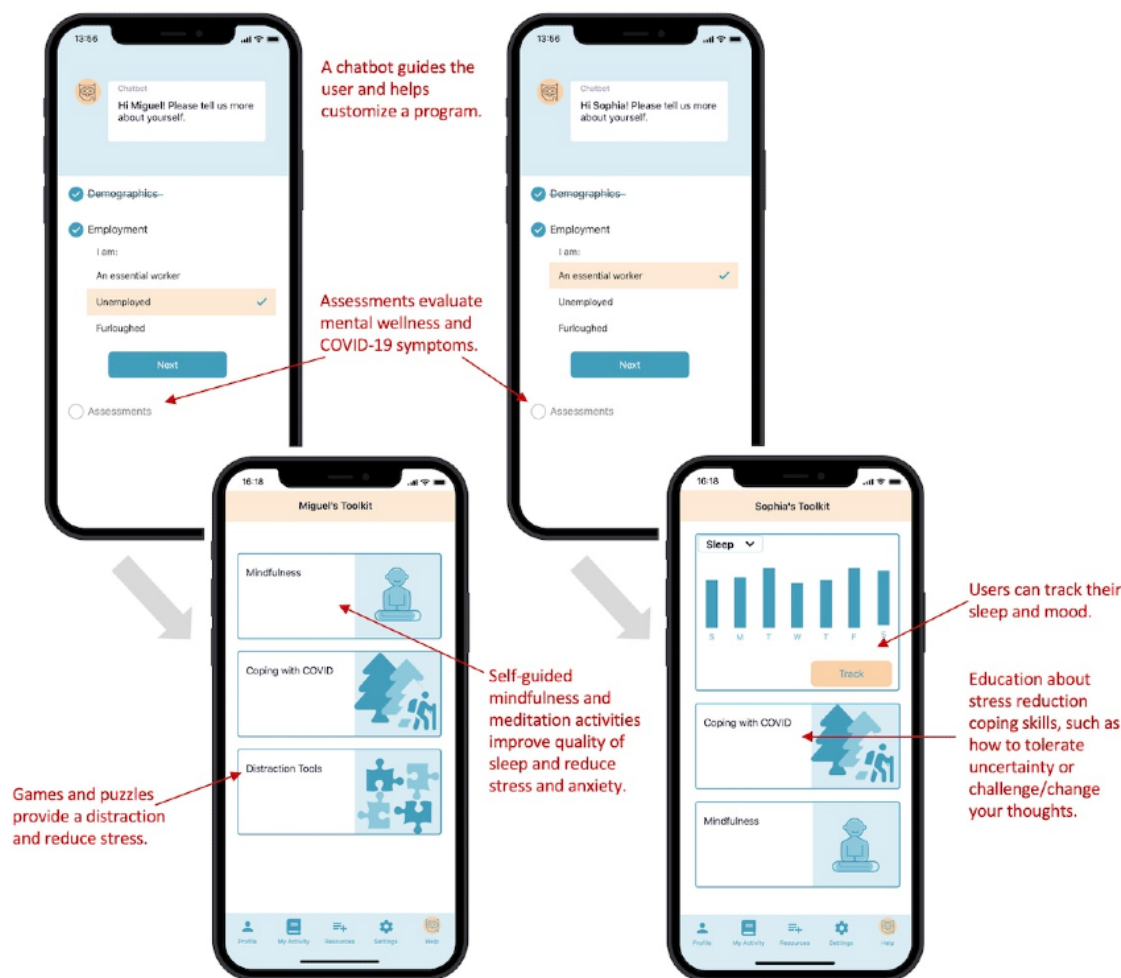 13:56
Chatbot
Hi Miguel! Please tell us more
about yourself.
Demographics
Employment
I am:
An essential worker
Unemployed
Furloughed
Next
Assessments
A chatbot guides the
user and helps
customize a program.
Assessments evaluate
mental wellness and
COVID-19 symptoms.
13:56
Chatbot
Hi Sophia! Please tell us more
about yourself.
Demographics
Employment
I am:
An essential worker
Unemployed
Furloughed
Next
Assessments
16:18
Miguel's Toolkit
Mindfulness
Coping with COVID
Distraction Tools
Profile
My Activity
Resources
Settings
Help
Games and puzzles
provide a distraction
and reduce stress.
Self-guided
mindfulness and
meditation activities
improve quality of
sleep and reduce
stress and anxiety.
16:18
Sophia's Toolkit
Sleep
S M T W T F S
Track
Coping with COVID
Mindfulness
Profile
My Activity
Resources
Settings
Help
Users can track their
sleep and mood.
Education about
stress reduction
coping skills, such as
how to tolerate
uncertainty or
challenge/change
your thoughts.